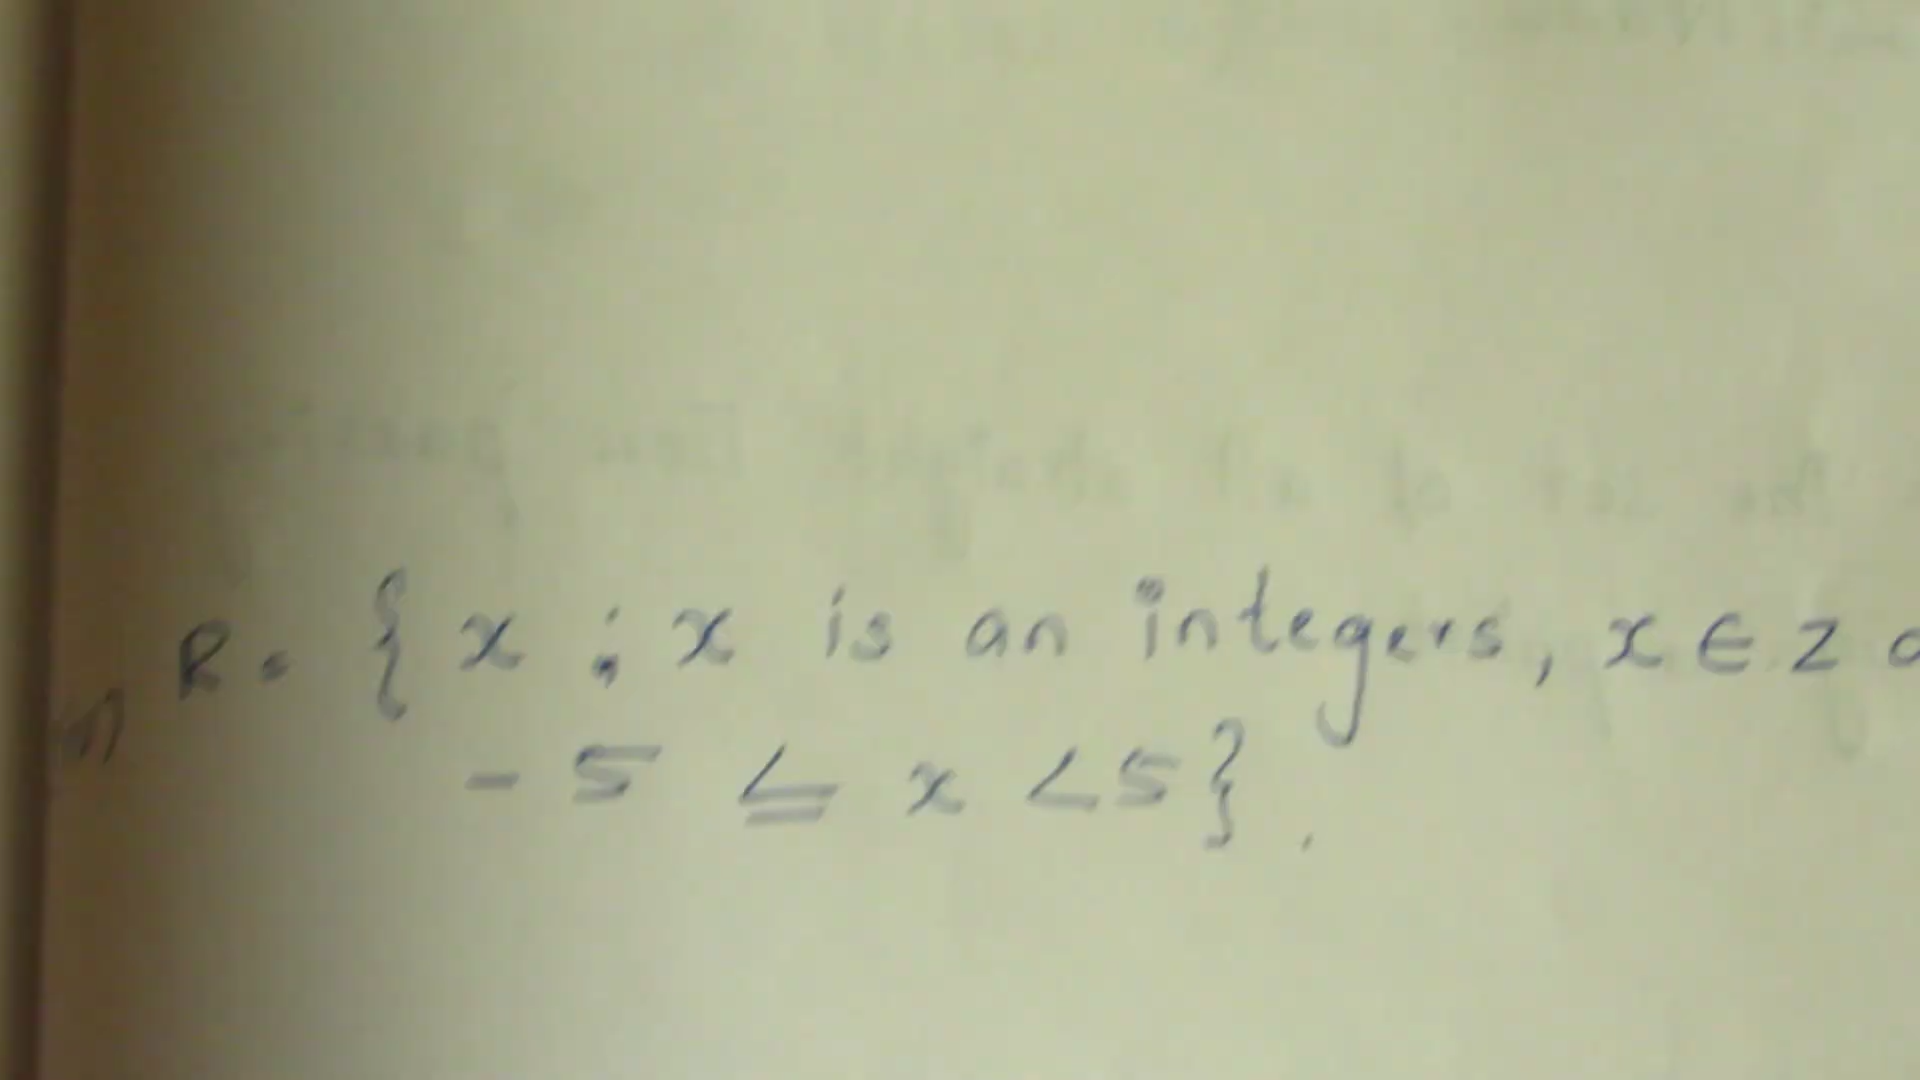 R = { x : x is an integers, x ∈ z
- 5 ≤ x < 5 } .